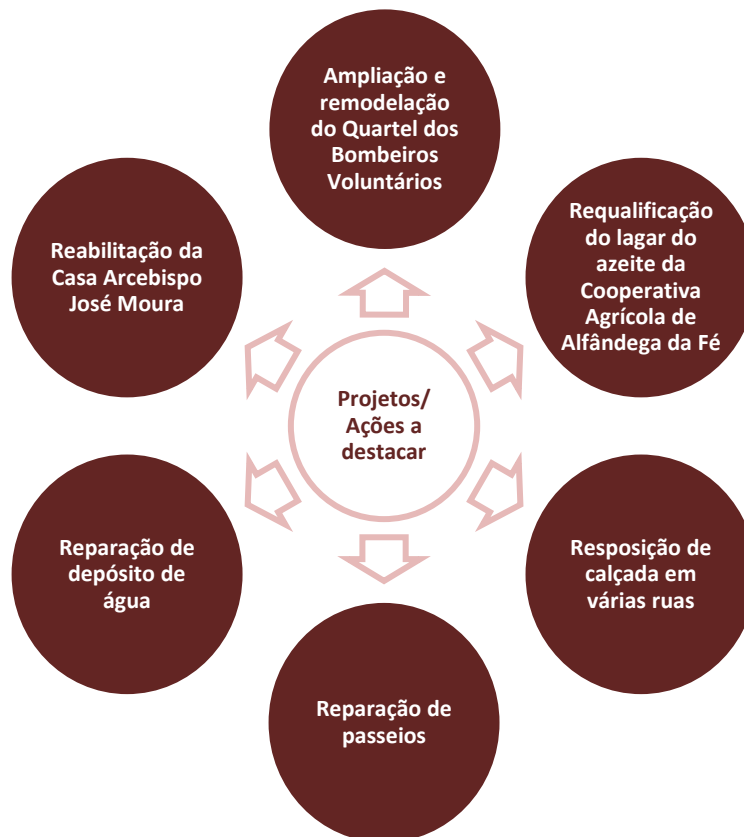 Ampliação e
remodelação
do Quartel dos
Bombeiros
Voluntários
Requalificação
do lagar do
azeite da
Cooperativa
Agrícola de
Alfândega da Fé
Resposição de
calçada em
várias ruas
Reparação de
passeios
Reparação de
depósito de
água
Reabilitação da
Casa Arcebispo
José Moura
Projetos/
Ações a
destacar